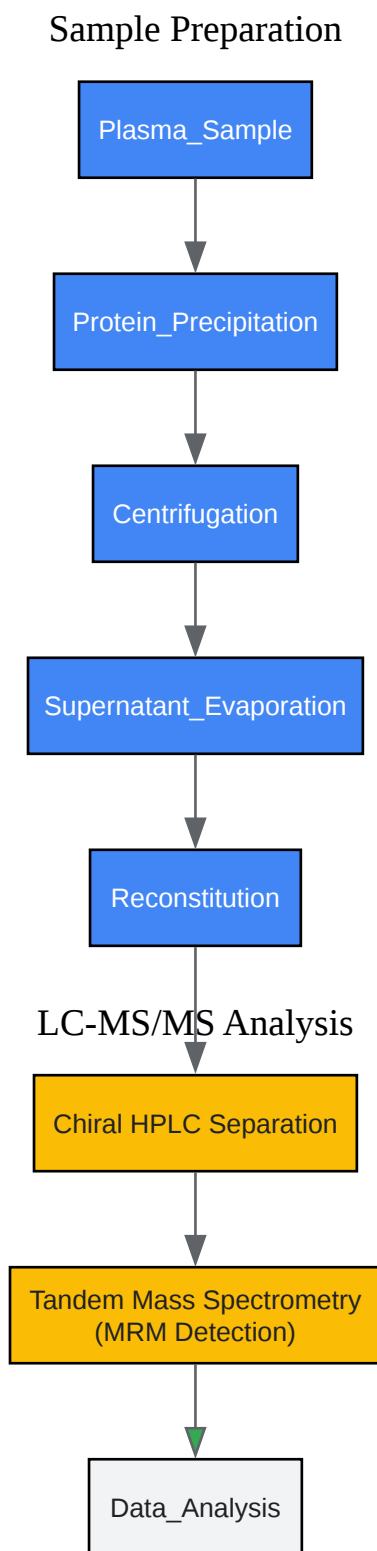 Sample Preparation
Plasma_Sample
Protein_Precipitation
Centrifugation
Supernatant_Evaporation
Reconstitution
LC-MS/MS Analysis
Chiral HPLC Separation
Tandem Mass Spectrometry
(MRM Detection)
Data_Analysis